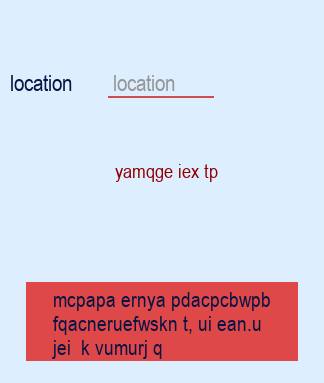 location location
yamqge iex tp
mcpapa ernya pdacpcbwpb
fqacneruefwskn t, ui ean.u
jei  k vumurj q